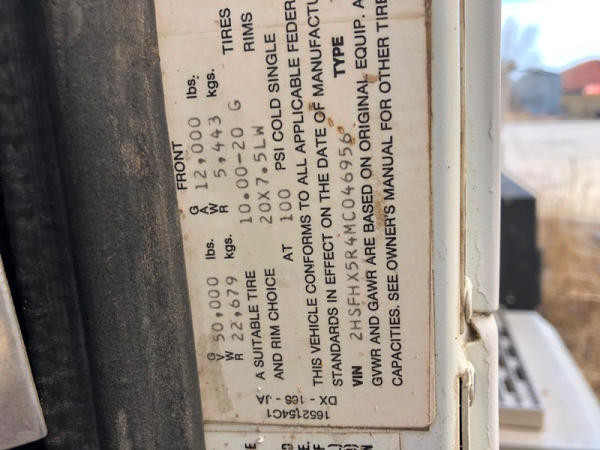 FRONT
GVWR 50,000 lbs. GAWR 12,000 lbs.
22,679 kgs. 5,443 kgs.
A SUITABLE TIRE 10.00-20 G TIRES
AND RIM CHOICE 20X7.5LW RIMS
AT 100 PSI COLD SINGLE
THIS VEHICLE CONFORMS TO ALL APPLICABLE FEDER
STANDARDS IN EFFECT ON THE DATE OF MANUFACTU
VIN 2HSFHX5R4MC046956 TYPE
GVWR AND GAWR ARE BASED ON ORIGINAL EQUIP. A
CAPACITIES. SEE OWNER'S MANUAL FOR OTHER TIRE
1652154C1
DX - 168 - JA